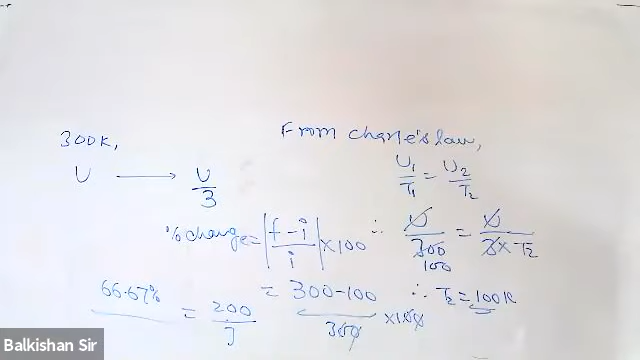 300K,
From Charle's law,
U → U/3
U₁/T₁ = U₂/T₂
% change = |f-i/i| × 100
∴ U/300 = U/3×T₂
100
= 300-100/300 × 100
∴ T₂ = 100K
66.67%
= 200/3
Balkishan Sir